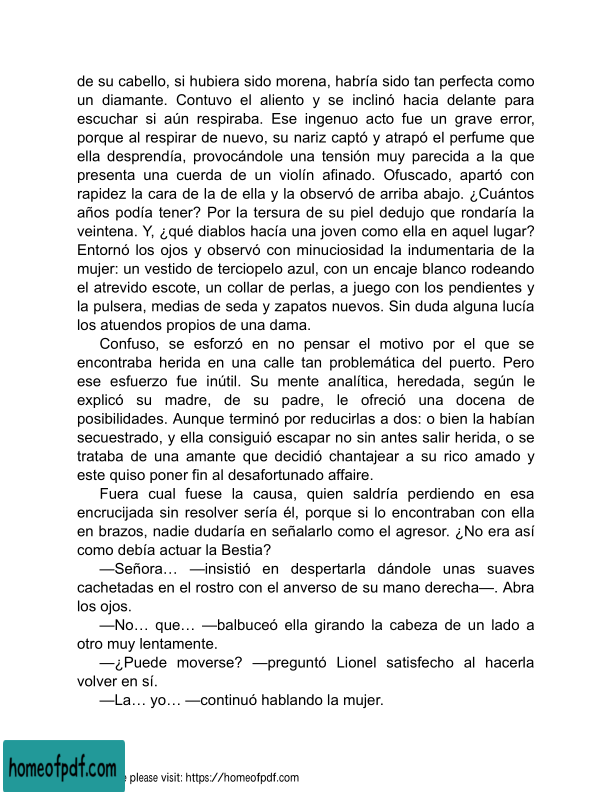 de su cabello, si hubiera sido morena, habría sido tan perfecta como
un diamante. Contuvo el aliento y se inclinó hacia delante para
escuchar si aún respiraba. Ese ingenuo acto fue un grave error,
porque al respirar de nuevo, su nariz captó y atrapó el perfume que
ella desprendía, provocándole una tensión muy parecida a la que
presenta una cuerda de un violín afinado. Ofuscado, apartó con
rapidez la cara de la de ella y la observó de arriba abajo. ¿Cuántos
años podía tener? Por la tersura de su piel dedujo que rondaría la
veintena. Y, ¿qué diablos hacía una joven como ella en aquel lugar?
Entornó los ojos y observó con minuciosidad la indumentaria de la
mujer: un vestido de terciopelo azul, con un encaje blanco rodeando
el atrevido escote, un collar de perlas, a juego con los pendientes y
la pulsera, medias de seda y zapatos nuevos. Sin duda alguna lucía
los atuendos propios de una dama.
Confuso, se esforzó en no pensar el motivo por el que se
encontraba herida en una calle tan problemática del puerto. Pero
ese esfuerzo fue inútil. Su mente analítica, heredada, según le
explicó su madre, de su padre, le ofreció una docena de
posibilidades. Aunque terminó por reducirlas a dos: o bien la habían
secuestrado, y ella consiguió escapar no sin antes salir herida, o se
trataba de una amante que decidió chantajear a su rico amado y
este quiso poner fin al desafortunado affaire.
Fuera cual fuese la causa, quien saldría perdiendo en esa
encrucijada sin resolver sería él, porque si lo encontraban con ella
en brazos, nadie dudaría en señalarlo como el agresor. ¿No era así
como debía actuar la Bestia?
—Señora… —insistió en despertarla dándole unas suaves
cachetadas en el rostro con el anverso de su mano derecha—. Abra
los ojos.
—No… que… —balbuceó ella girando la cabeza de un lado a
otro muy lentamente.
—¿Puede moverse? —preguntó Lionel satisfecho al hacerla
volver en sí.
—La… yo… —continuó hablando la mujer.
homeofpdf.com
please visit: https://homeofpdf.com